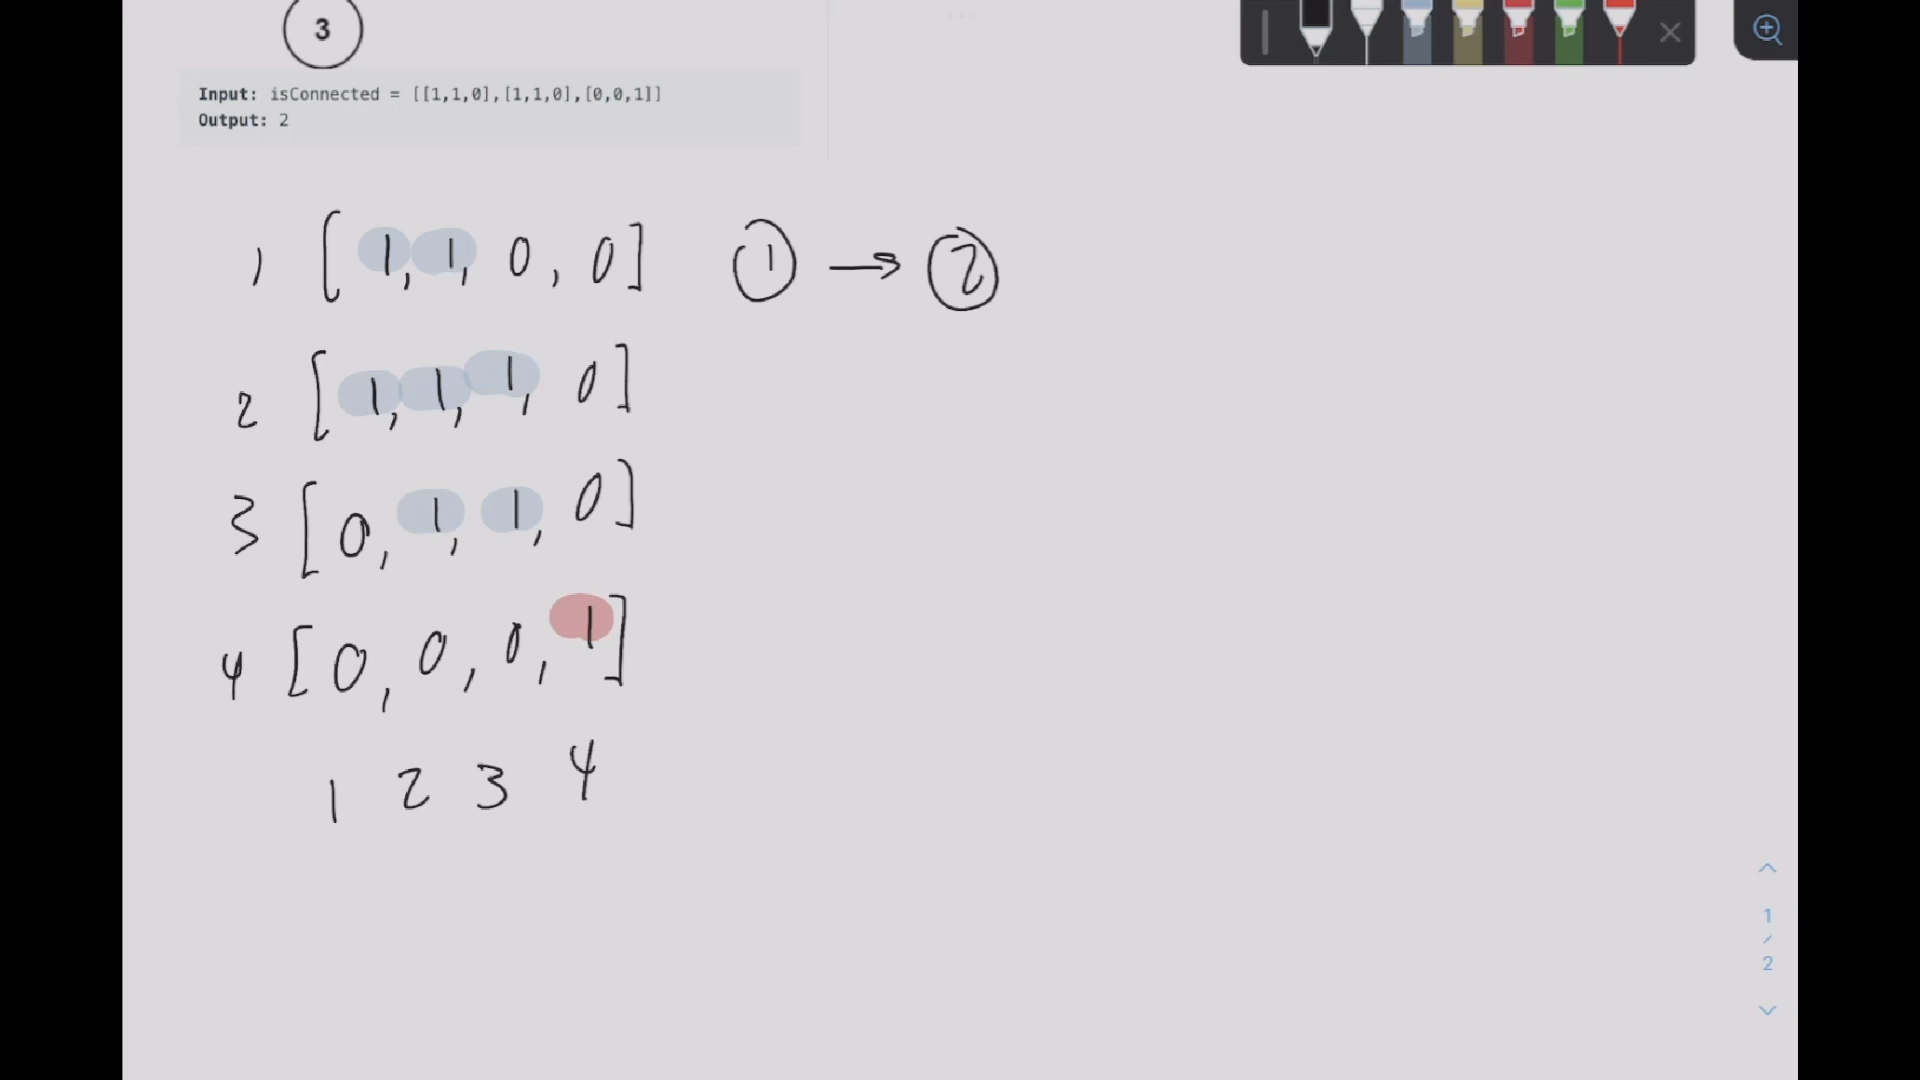 3
Input: isConnected = [[1,1,0],[1,1,0],[0,0,1]]
Output: 2
1 [ 1, 1, 0, 0] 1 → 2
2 [ 1, 1, 1, 0]
3 [ 0, 1, 1, 0]
4 [ 0, 0, 0, 1]
1 2 3 4
1
/
2